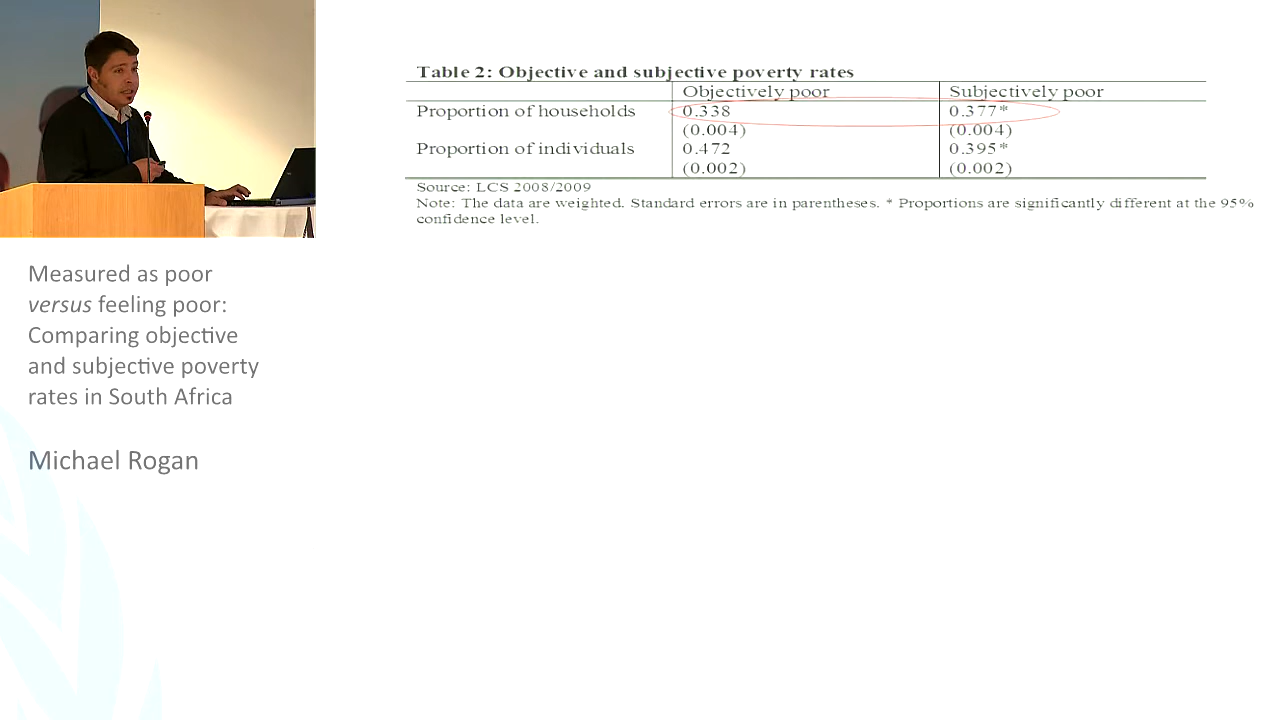 Table 2: Objective and subjective poverty rates
Objectively poor Subjectively poor
Proportion of households 0.338 0.377*
(0.004) (0.004)
Proportion of individuals 0.472 0.395*
(0.002) (0.002)
Source: LCS 2008/2009
Note: The data are weighted. Standard errors are in parentheses. * Proportions are significantly different at the 95%
confidence level.
Measured as poor
versus feeling poor:
Comparing objective
and subjective poverty
rates in South Africa
Michael Rogan